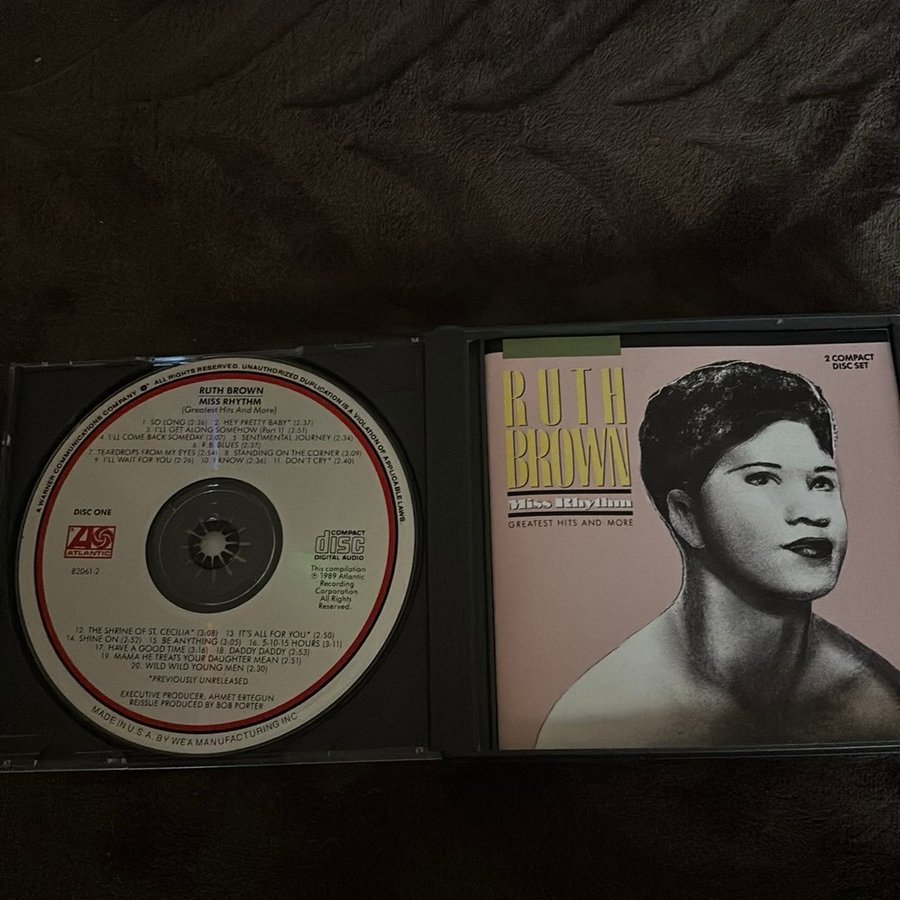 A WARNER COMMUNICATIONS COMPANY ℗ ALL RIGHTS RESERVED. UNAUTHORIZED DUPLICATION IS A VIOLATION OF APPLICABLE LAWS.
RUTH BROWN
MISS RHYTHM
(Greatest Hits And More)
1 SO LONG (2:36) 2 HEY PRETTY BABY* (2:37)
3 I'LL GET ALONG SOMEHOW (Part 1) (2:51)
4 I'LL COME BACK SOMEDAY (3:07) 5 SENTIMENTAL JOURNEY (2:34)
6 R.B. BLUES (2:37)
7. TEARDROPS FROM MY EYES (2:54) 8 STANDING ON THE CORNER (3:09)
9 I'LL WAIT FOR YOU (2:26) 10 I KNOW (2:36) 11. DON'T CRY* (2:40)
DISC ONE
ATLANTIC
82061-2
COMPACT
disc
DIGITAL AUDIO
This compilation
℗ 1989 Atlantic
Recording
Corporation
All Rights
Reserved.
12. THE SHRINE OF ST. CECILIA* (3:08) 13. IT'S ALL FOR YOU* (2:50)
14. SHINE ON (2:52) 15. BE ANYTHING (3:05) 16. 5-10-15 HOURS (3:11)
17. HAVE A GOOD TIME (3:16) 18 DADDY DADDY (2:53)
19. MAMA HE TREATS YOUR DAUGHTER MEAN (2:51)
20. WILD WILD YOUNG MEN (2:30)
*PREVIOUSLY UNRELEASED
EXECUTIVE PRODUCER: AHMET ERTEGUN
REISSUE PRODUCED BY BOB PORTER
MADE IN U.S.A. BY WEA MANUFACTURING INC
2 COMPACT
DISC SET
RUTH
BROWN
Miss Rhythm
GREATEST HITS AND MORE